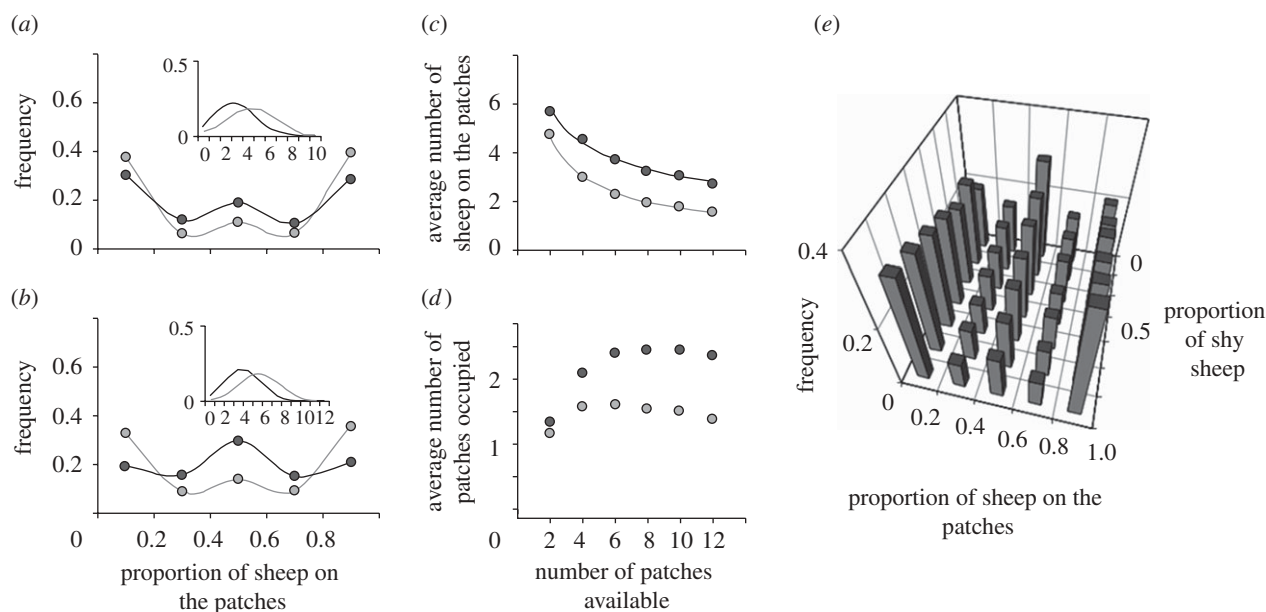 (a)
frequency
0.6
0.4
0.2
0
0.5
0
0 2 4 6 8 10
(b)
frequency
0.6
0.4
0.2
0.5
0
0 2 4 6 8 10 12
0 0.2 0.4 0.6 0.8
proportion of sheep on
the patches
(c)
average number of
sheep on the patches
6
4
2
0
(d)
average number of
patches occupied
2
1
0 2 4 6 8 10 12
number of patches
available
(e)
0.4
0.2
frequency
0 0.2 0.4 0.6 0.8 1.0
proportion of sheep on the
patches
0
0.5
proportion
of shy
sheep